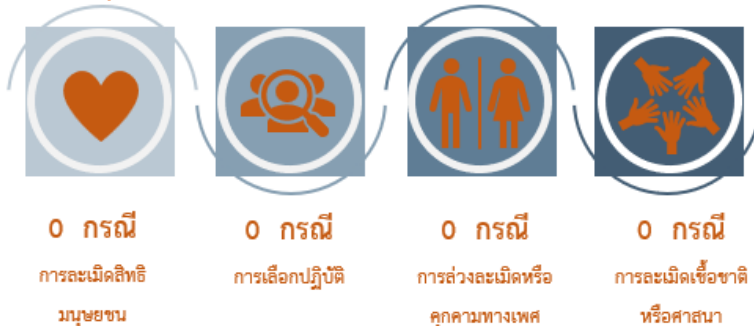 0 กรณี
การละเมิดสิทธิ
มนุษยชน
0 กรณี
การเลือกปฏิบัติ
0 กรณี
การล่วงละเมิดหรือ
คุกคามทางเพศ
0 กรณี
การละเมิดเชื้อชาติ
หรือศาสนา